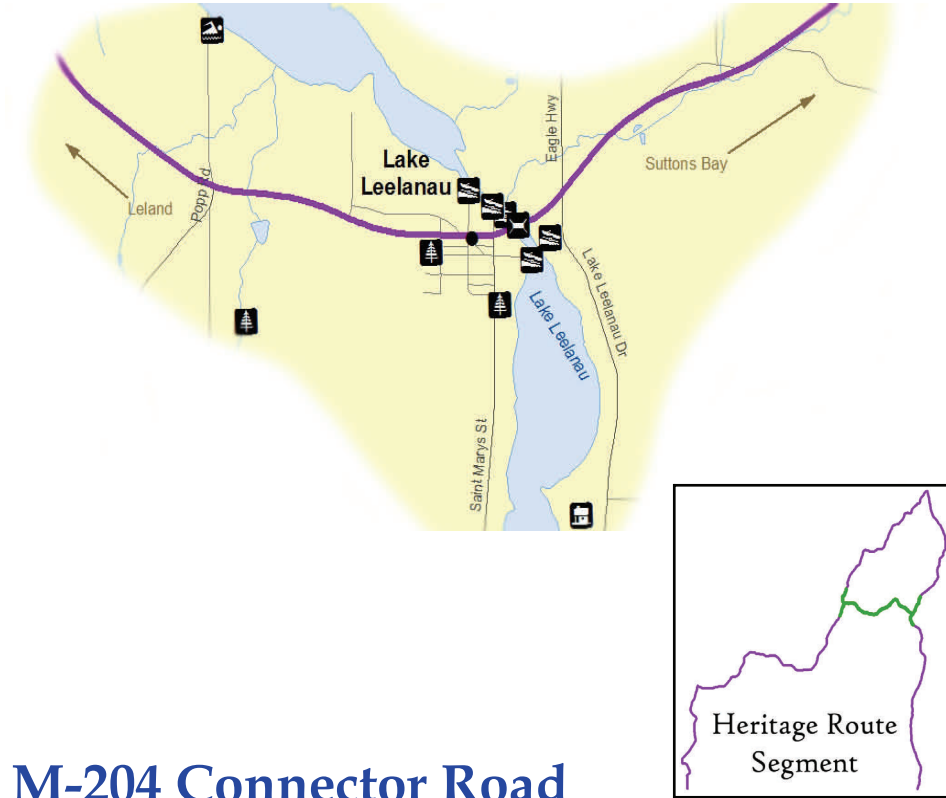 Eagle Hwy
Lake
Leelanau
Suttons Bay
Popp Rd
Leland
Lake Leelanau Dr
Lake Leelanau
Saint Marys St
Heritage Route
Segment
M-204 Connector Road